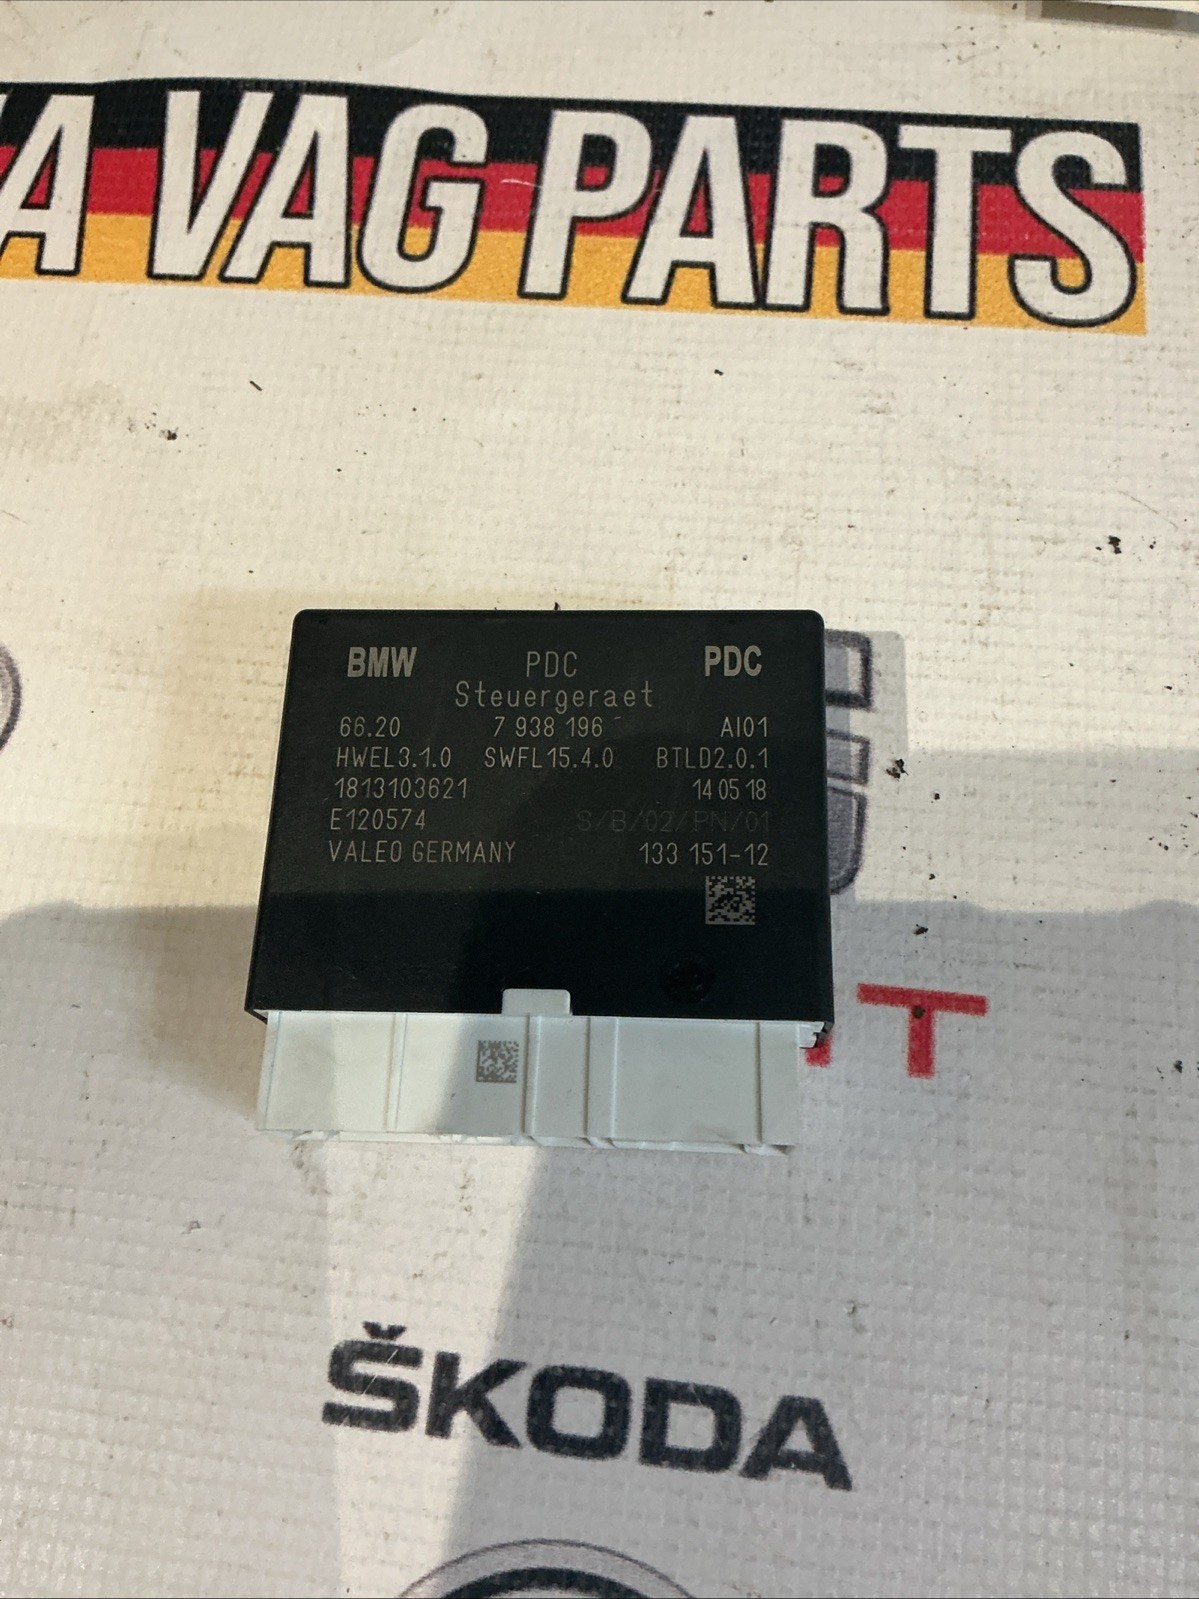 A VAG PARTS
BMW PDC PDC
Steuergeraet
66.20 7 938 196 AI01
HWEL3.1.0 SWFL15.4.0 BTLD2.0.1
1813103621 14 05 18
E120574 S/B/02/PN/01
VALEO GERMANY 133 151-12
T
ŠKODA